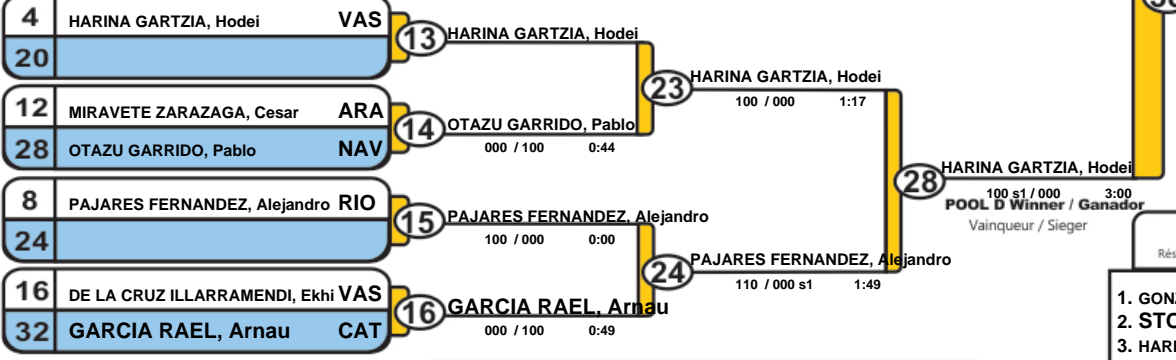 4 HARINA GARTZIA, Hodei VAS
20
13 HARINA GARTZIA, Hodei
12 MIRAVETE ZARAZAGA, Cesar ARA
28 OTAZU GARRIDO, Pablo NAV
14 OTAZU GARRIDO, Pablo
000 / 100 0:44
23 HARINA GARTZIA, Hodei
100 / 000 1:17
8 PAJARES FERNANDEZ, Alejandro RIO
24
15 PAJARES FERNANDEZ, Alejandro
100 / 000 0:00
16 DE LA CRUZ ILLARRAMENDI, Ekhi VAS
32 GARCIA RAEL, Arnau CAT
16 GARCIA RAEL, Arnau
000 / 100 0:49
24 PAJARES FERNANDEZ, Alejandro
110 / 000 s1 1:49
28 HARINA GARTZIA, Hodei
100 s1 / 000 3:00
POOL D Winner / Ganador
Vainqueur / Sieger
Rés
1. GON
2. STO
3. HARI